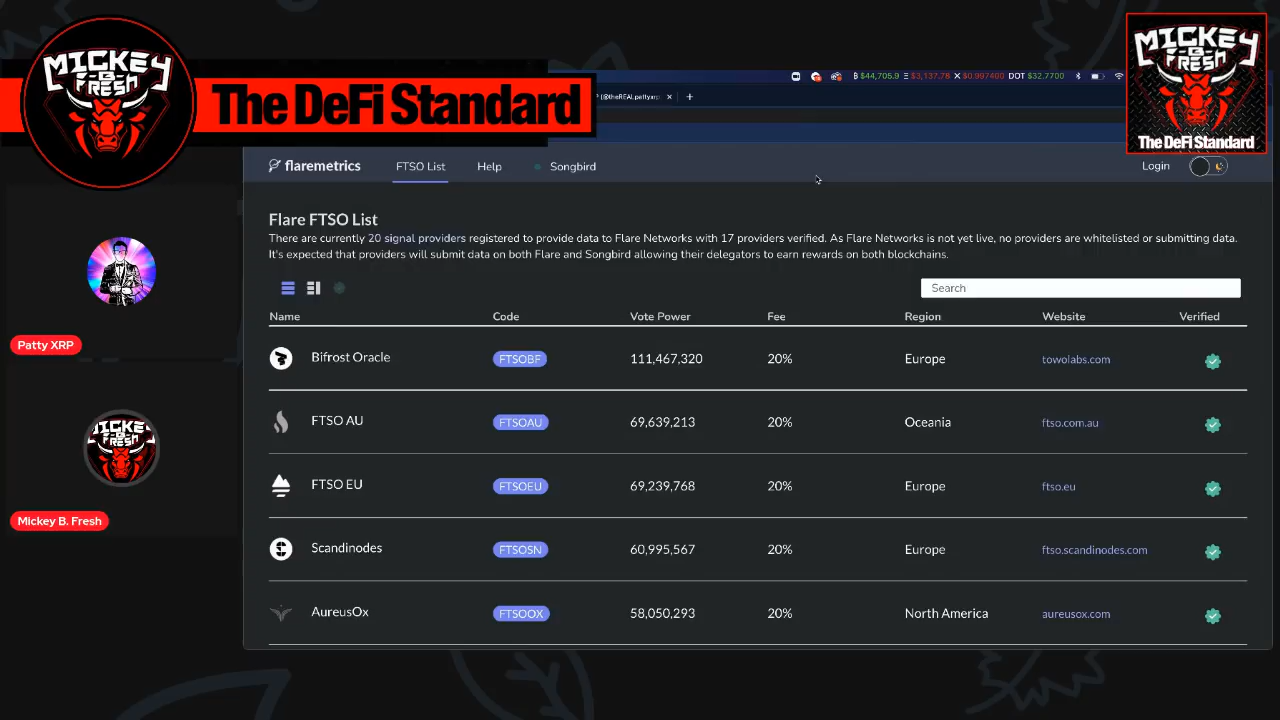 MICKEY
-B-
FRESH
The DeFi Standard
MICKEY
-B-
FRESH
The DeFi Standard
₿ $44,705.9 Ξ $3,137.78 X $0.997400 DOT $32.7700
(@theREALpattyxrp
flaremetrics FTSO List Help Songbird Login
Flare FTSO List
There are currently 20 signal providers registered to provide data to Flare Networks with 17 providers verified. As Flare Networks is not yet live, no providers are whitelisted or submitting data.
It's expected that providers will submit data on both Flare and Songbird allowing their delegators to earn rewards on both blockchains.
Search
Name Code Vote Power Fee Region Website Verified
Bifrost Oracle FTSOBF 111,467,320 20% Europe towolabs.com
FTSO AU FTSOAU 69,639,213 20% Oceania ftso.com.au
FTSO EU FTSOEU 69,239,768 20% Europe ftso.eu
Scandinodes FTSOSN 60,995,567 20% Europe ftso.scandinodes.com
AureusOx FTSOOX 58,050,293 20% North America aureusox.com
Patty XRP
MICKEY
-B-
FRESH
Mickey B. Fresh